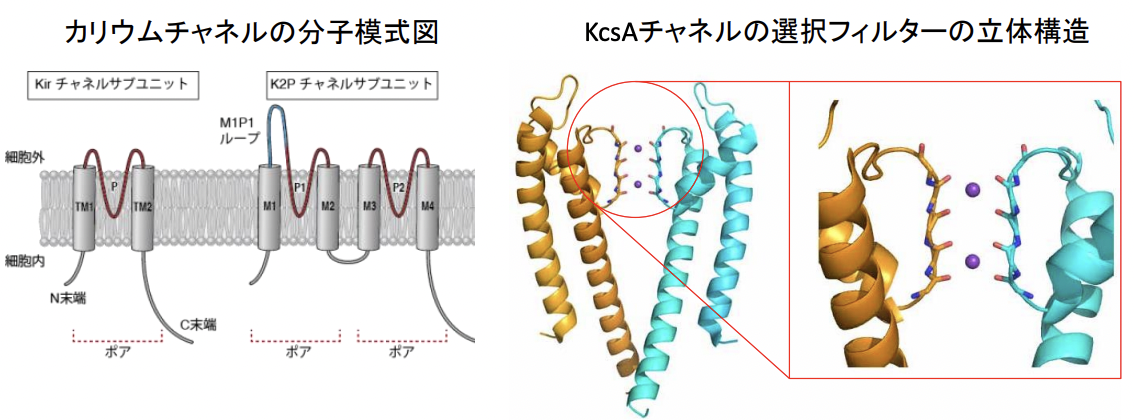 カリウムチャネルの分子模式図
KcsAチャネルの選択フィルターの立体構造
Kir チャネルサブユニット
K2P チャネルサブユニット
M1P1
ループ
細胞外
TM1
P
TM2
M1
P1
M2
M3
P2
M4
細胞内
N末端
C末端
ポア
ポア
ポア